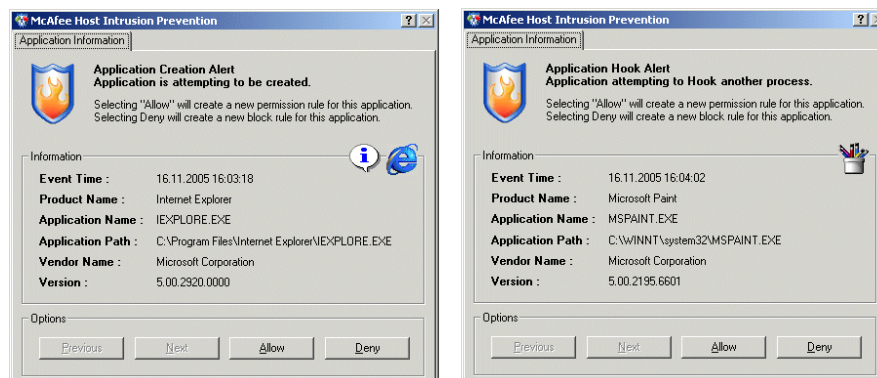 McAfee Host Intrusion Prevention
Application Information
Application Creation Alert
Application is attempting to be created.
Selecting "Allow" will create a new permission rule for this application.
Selecting Deny will create a new block rule for this application.
Information
Event Time : 16.11.2005 16:03:18
Product Name : Internet Explorer
Application Name : IEXPLORE.EXE
Application Path : C:\Program Files\Internet Explorer\IEXPLORE.EXE
Vendor Name : Microsoft Corporation
Version : 5.00.2920.0000
Options
Previous Next Allow Deny
McAfee Host Intrusion Prevention
Application Information
Application Hook Alert
Application attempting to Hook another process.
Selecting "Allow" will create a new permission rule for this application.
Selecting Deny will create a new block rule for this application.
Information
Event Time : 16.11.2005 16:04:02
Product Name : Microsoft Paint
Application Name : MSPAINT.EXE
Application Path : C:\WINNT\system32\MSPAINT.EXE
Vendor Name : Microsoft Corporation
Version : 5.00.2195.6601
Options
Previous Next Allow Deny